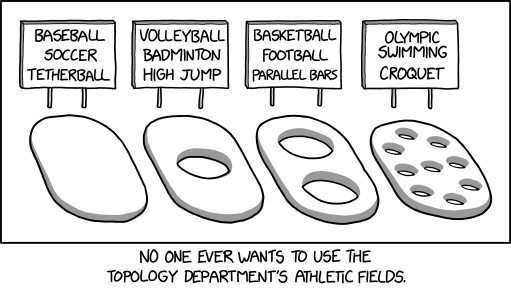 BASEBALL
SOCCER
TETHERBALL
VOLLEYBALL
BADMINTON
HIGH JUMP
BASKETBALL
FOOTBALL
PARALLEL BARS
OLYMPIC
SWIMMING
CROQUET
NO ONE EVER WANTS TO USE THE
TOPOLOGY DEPARTMENT'S ATHLETIC FIELDS.